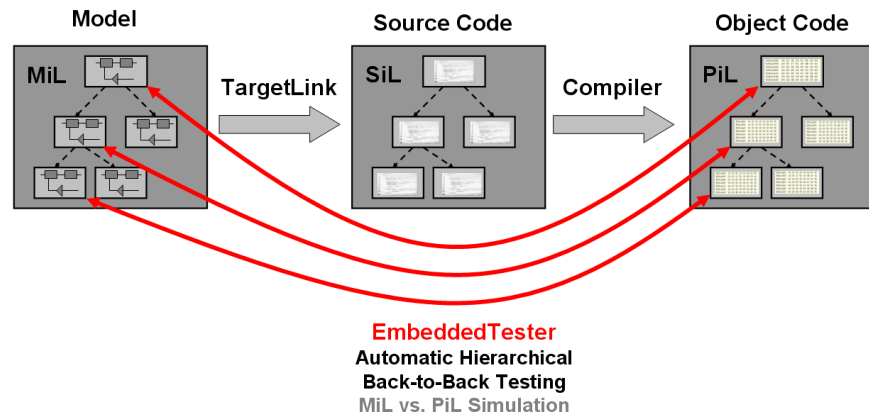 Model
Source Code
Object Code
MiL
TargetLink
SiL
Compiler
PiL
EmbeddedTester
Automatic Hierarchical
Back-to-Back Testing
MiL vs. PiL Simulation